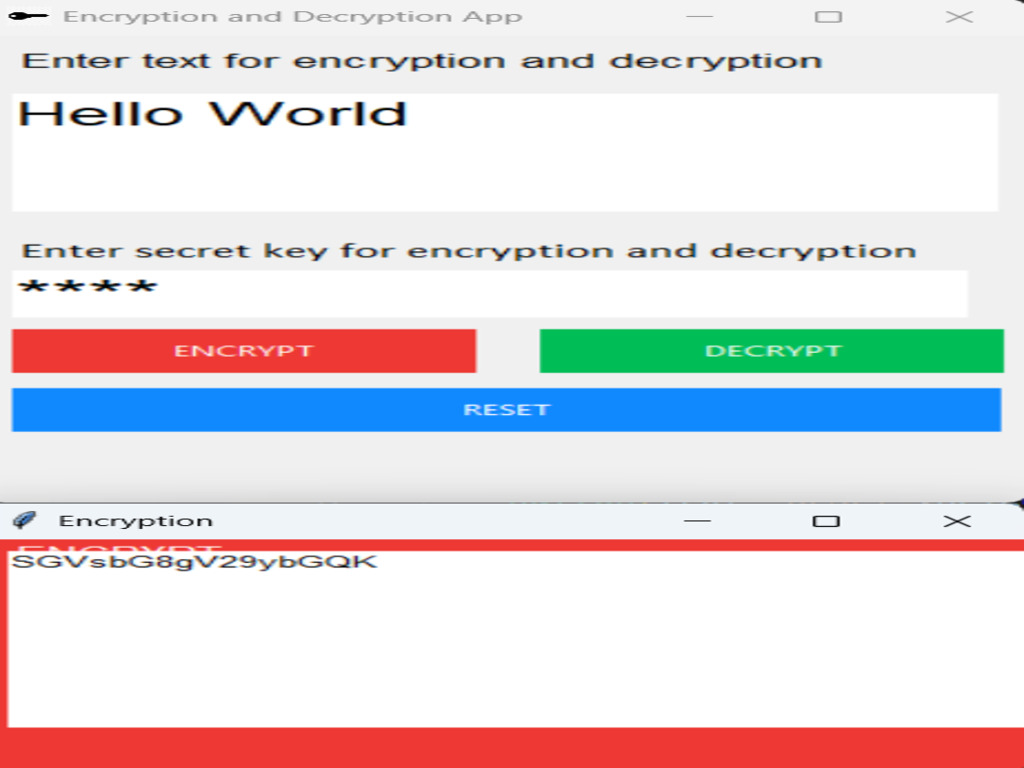 Encryption and Decryption App
Enter text for encryption and decryption
Hello World
Enter secret key for encryption and decryption
****
ENCRYPT
DECRYPT
RESET
Encryption
ENCRYPT
SGVsbG8gV29ybGQK